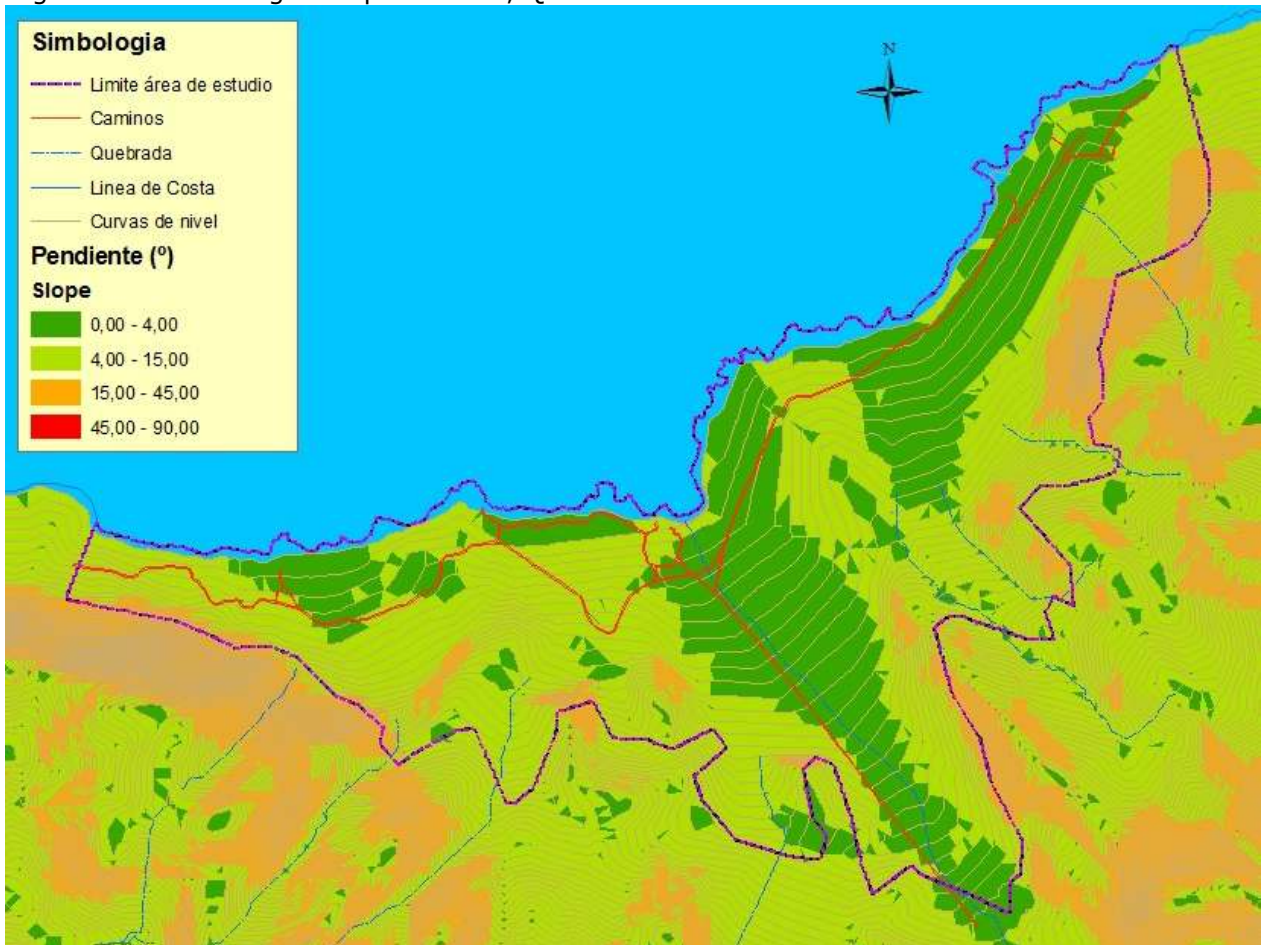 Simbologia
Limite área de estudio
Caminos
Quebrada
Linea de Costa
Curvas de nivel
Pendiente (º)
Slope
0,00 - 4,00
4,00 - 15,00
15,00 - 45,00
45,00 - 90,00
N